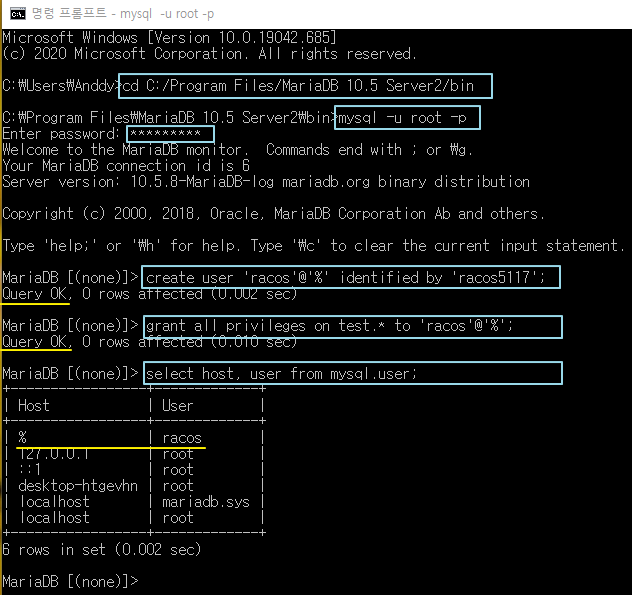 명령 프롬프트 - mysql  -u root -p
Microsoft Windows [Version 10.0.19042.685]
(c) 2020 Microsoft Corporation. All rights reserved.
C:₩Users₩Anddy>cd C:/Program Files/MariaDB 10.5 Server2/bin
C:₩Program Files₩MariaDB 10.5 Server2₩bin>mysql -u root -p
Enter password: *********
Welcome to the MariaDB monitor.  Commands end with ; or ₩g.
Your MariaDB connection id is 6
Server version: 10.5.8-MariaDB-log mariadb.org binary distribution
Copyright (c) 2000, 2018, Oracle, MariaDB Corporation Ab and others.
Type 'help;' or '₩h' for help. Type '₩c' to clear the current input statement.
MariaDB [(none)]> create user 'racos'@'%' identified by 'racos5117';
Query OK, 0 rows affected (0.002 sec)
MariaDB [(none)]> grant all privileges on test.* to 'racos'@'%';
Query OK, 0 rows affected (0.010 sec)
MariaDB [(none)]> select host, user from mysql.user;
+-----------------+-------------+
| Host            | User        |
+-----------------+-------------+
| %               | racos       |
| 127.0.0.1       | root        |
| ::1             | root        |
| desktop-htgevhn | root        |
| localhost       | mariadb.sys |
| localhost       | root        |
+-----------------+-------------+
6 rows in set (0.002 sec)
MariaDB [(none)]>